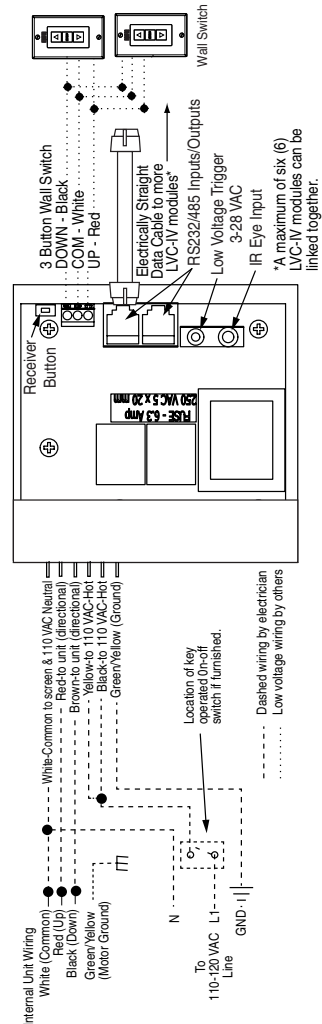 Wall Switch
3 Button Wall Switch
DOWN - Black
COM - White
UP - Red
Electrically Straight
Data Cable to more
LVC-IV modules*
RS232/485 Inputs/Outputs
Low Voltage Trigger
3-28 VAC
IR Eye Input
*A maximum of six (6)
LVC-IV modules can be
linked together.
Receiver
Button
FUSE - 6.3 Amp
250 VAC 5 x 20 mm
White-Common to screen & 110 VAC Neutral
Red-to unit (directional)
Brown-to unit (directional)
Yellow-to 110 VAC-Hot
Black-to 110 VAC-Hot
Green/Yellow (Ground)
Location of key
operated On-off
switch if furnished.
Dashed wiring by electrician
Low voltage wiring by others
Internal Unit Wiring
White (Common)
Red (Up)
Black (Down)
Green/Yellow
(Motor Ground)
N
To
110-120 VAC
Line
L1
GND